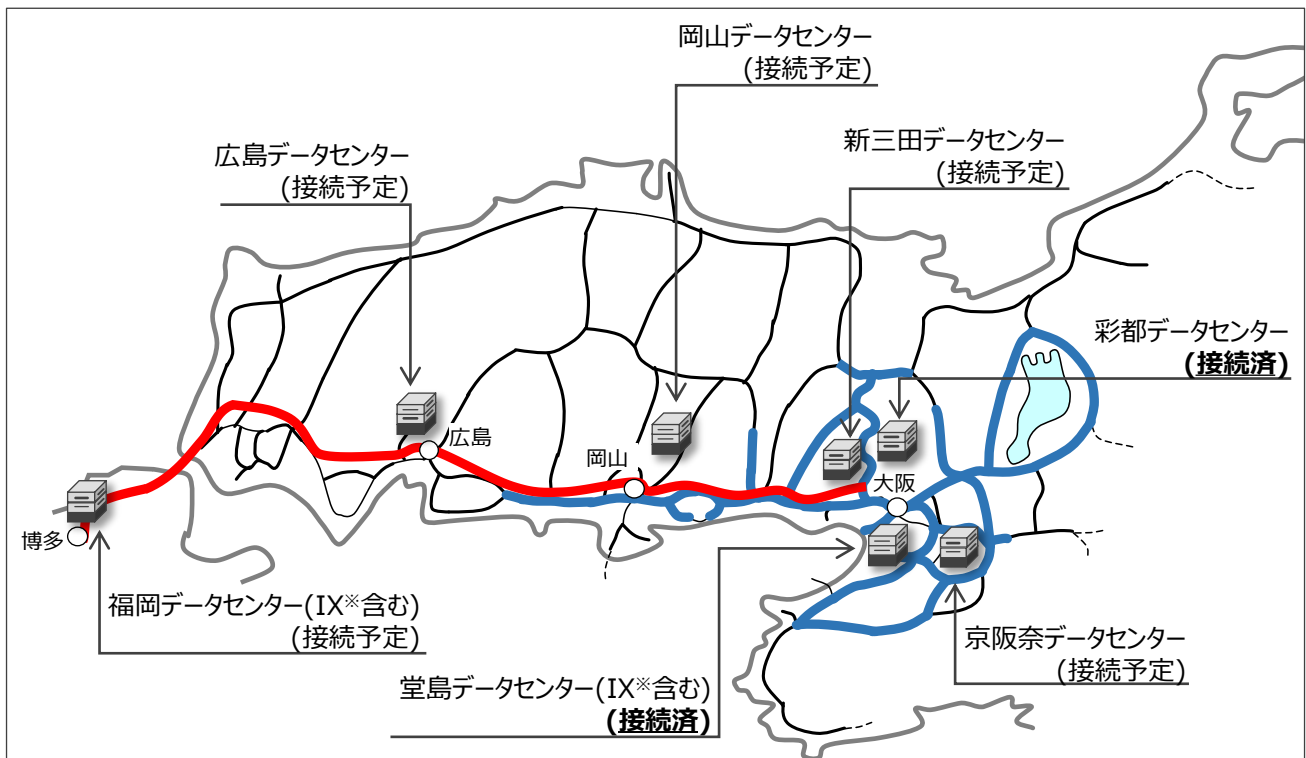 岡山データセンター
(接続予定)
広島データセンター
(接続予定)
新三田データセンター
(接続予定)
彩都データセンター
(接続済)
広島
岡山
大阪
博多
福岡データセンター(IX※含む)
(接続予定)
京阪奈データセンター
(接続予定)
堂島データセンター(IX※含む)
(接続済)